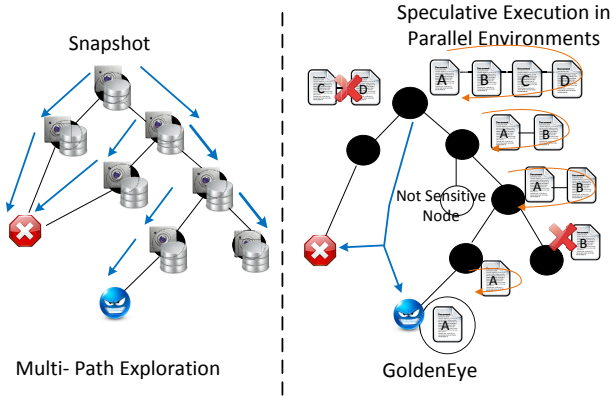 Snapshot
Multi- Path Exploration
Speculative Execution in
Parallel Environments
C D
A B C D
A B
Not Sensitive
Node
A B
B
A
A
GoldenEye